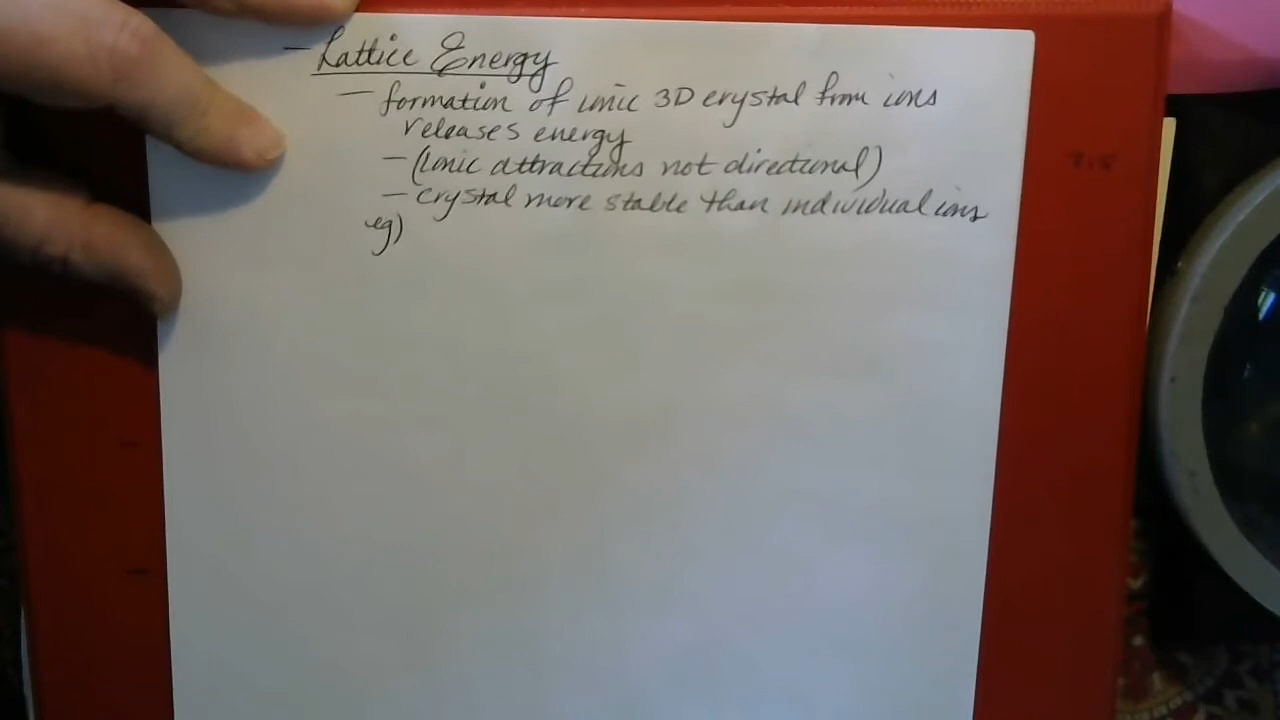 - Lattice Energy
- formation of ionic 3D crystal from ions
releases energy
- (ionic attractions not directional)
- crystal more stable than individual ions
eg)